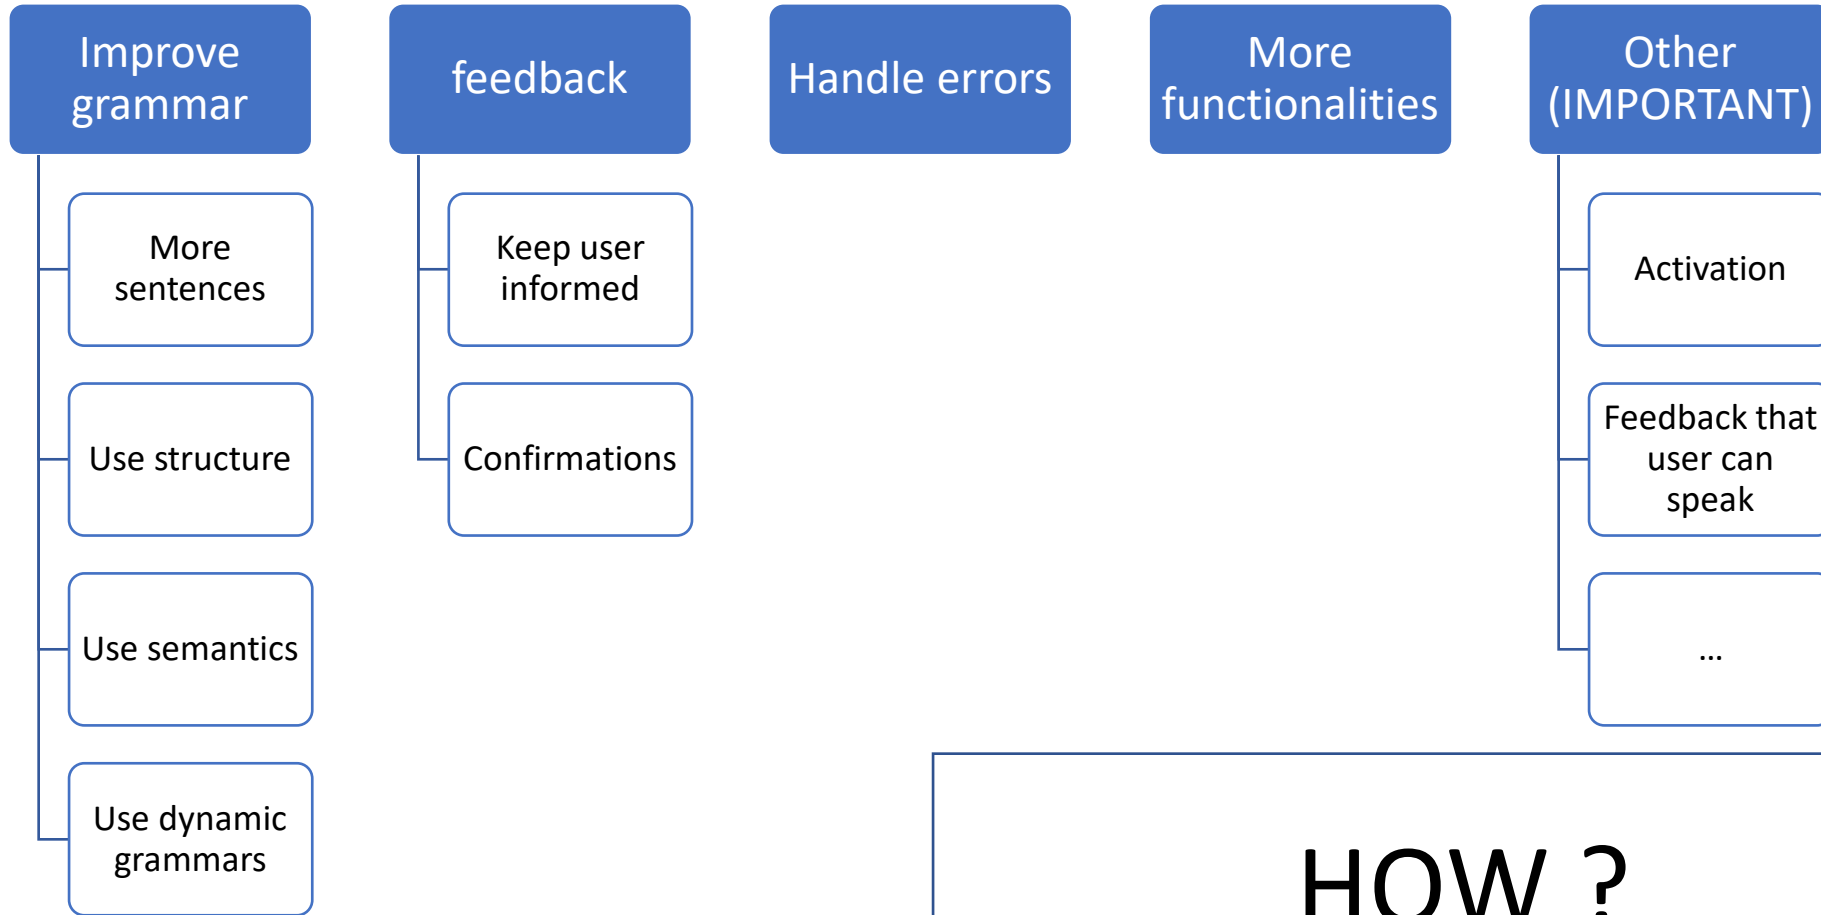 Improve
grammar
More
sentences
Use structure
Use semantics
Use dynamic
grammars
feedback
Keep user
informed
Confirmations
Handle errors
More
functionalities
Other
(IMPORTANT)
Activation
Feedback that
user can
speak
...
HOW ?